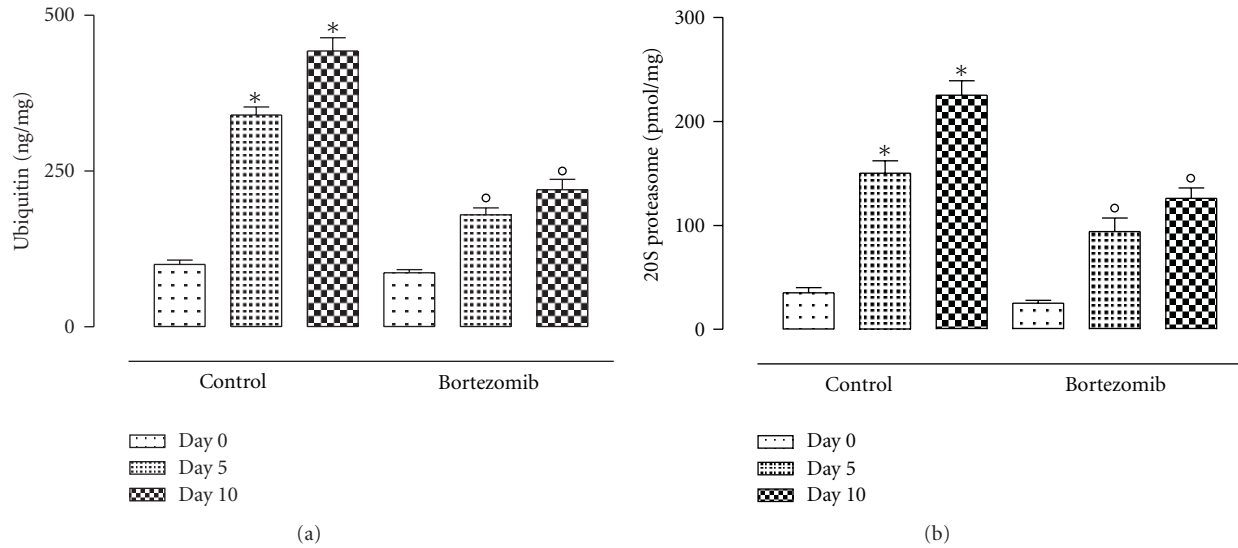 500
250
0
Ubiquitin (ng/mg)
*
*
Control
Bortezomib
Day 0
Day 5
Day 10
(a)
300
200
100
0
20S proteasome (pmol/mg)
*
*
Control
Bortezomib
Day 0
Day 5
Day 10
(b)